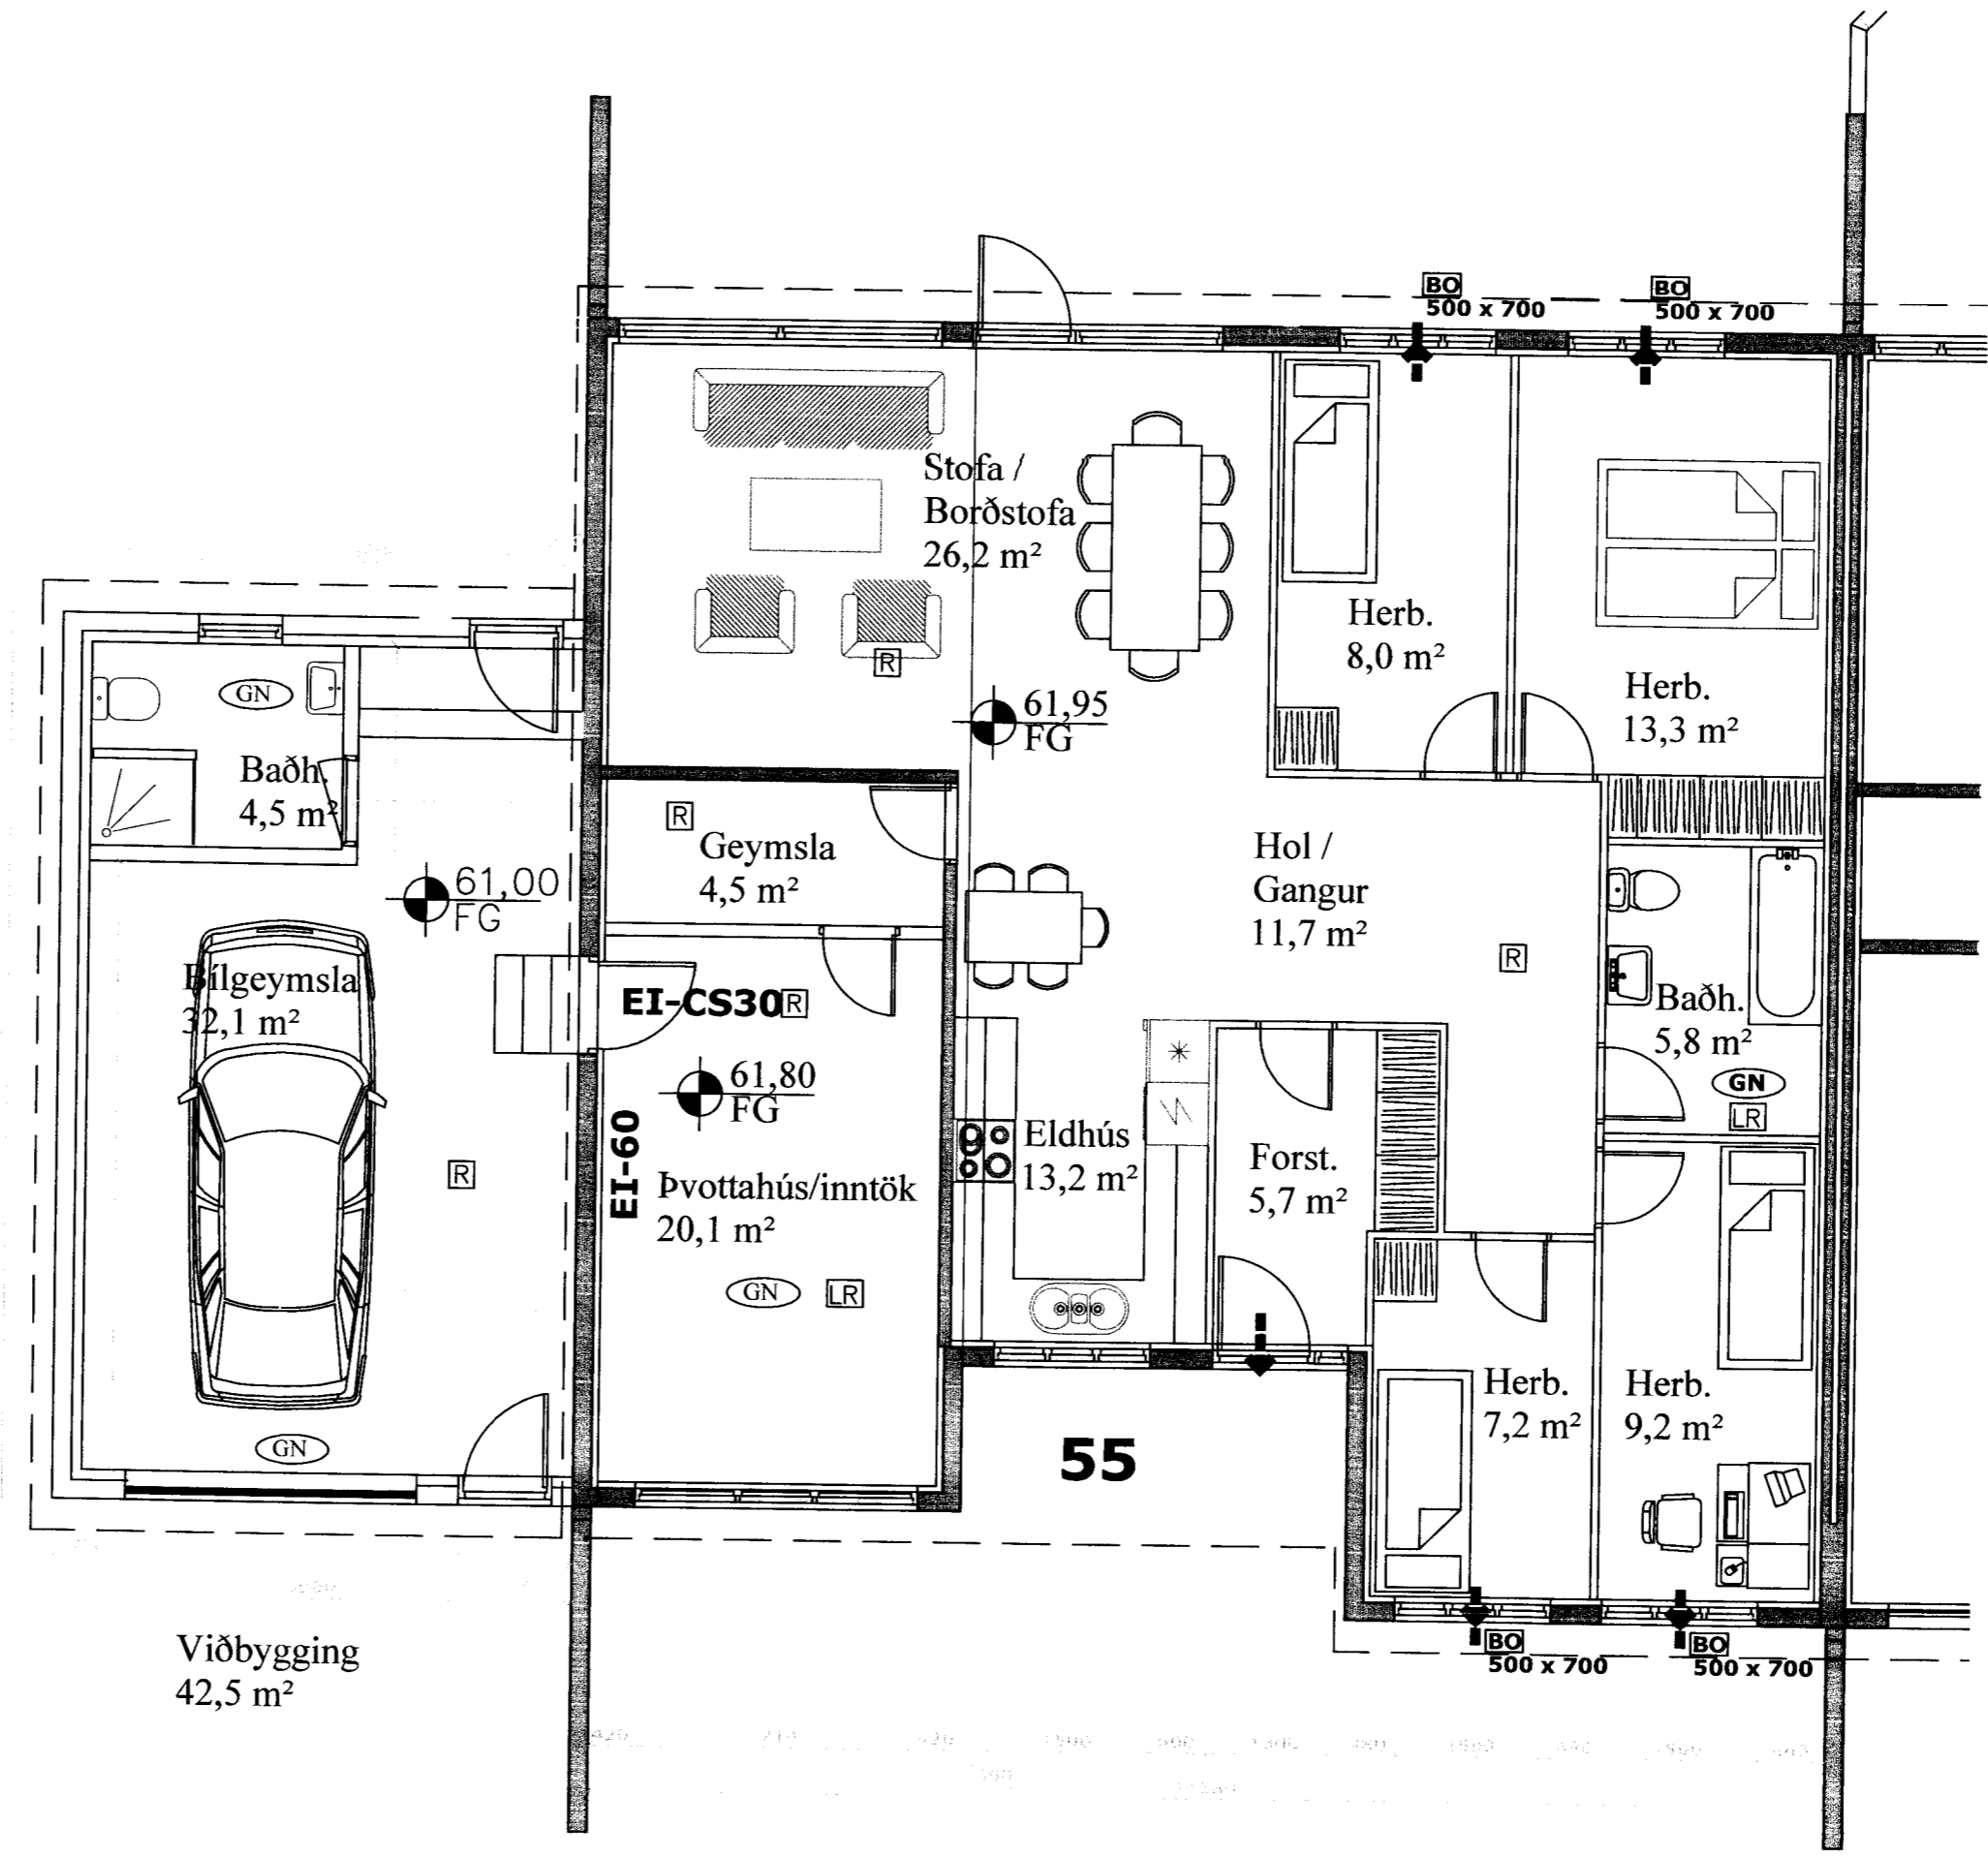 BO
500 x 700
BO
500 x 700
Stofa /
Borðstofa
26,2 m²
R
61,95
FG
Herb.
8,0 m²
Herb.
13,3 m²
GN
Baðh.
4,5 m²
61,00
FG
R
Geymsla
4,5 m²
Hol /
Gangur
11,7 m²
R
Bílgeymsla
32,1 m²
EI-CS30
R
61,80
FG
EI-60
R
Þvottahús/inntök
20,1 m²
GN
LR
Eldhús
13,2 m²
Forst.
5,7 m²
Baðh.
5,8 m²
GN
LR
Herb.
7,2 m²
Herb.
9,2 m²
GN
55
BO
500 x 700
BO
500 x 700
Viðbygging
42,5 m²